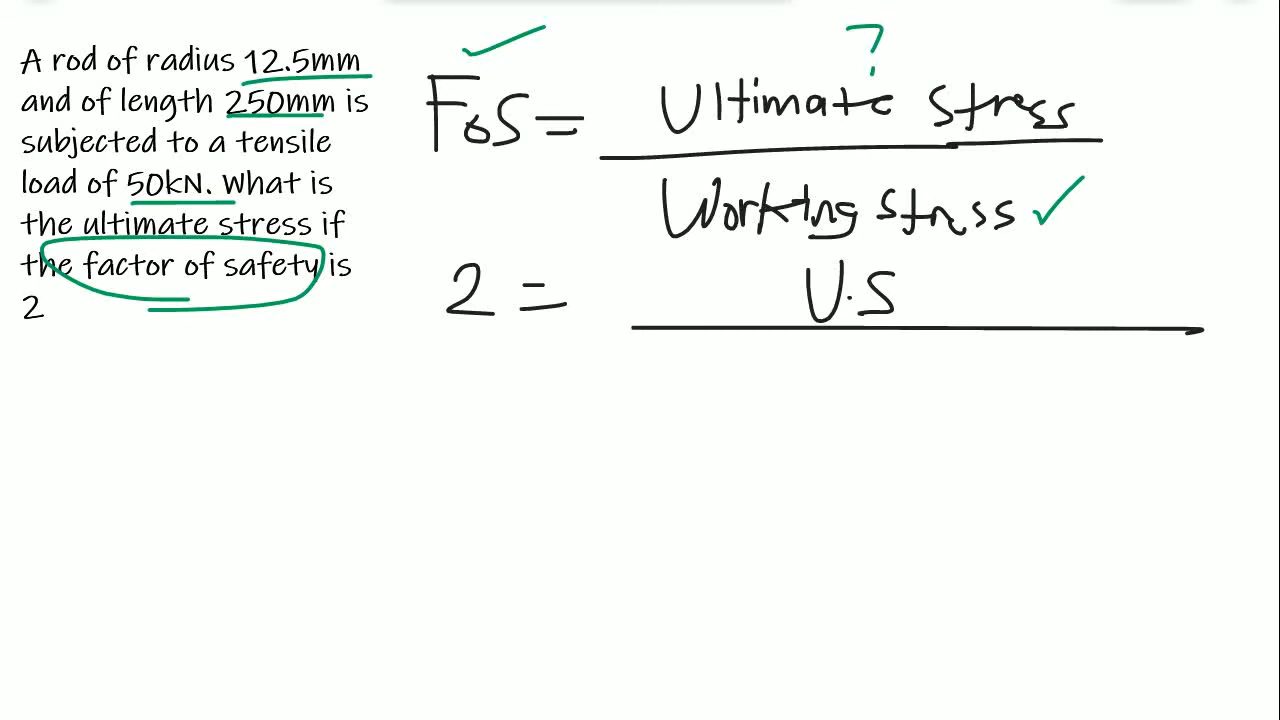 A rod of radius 12.5mm
and of length 250mm is
subjected to a tensile
load of 50kN. What is
the ultimate stress if
the factor of safety is
2
?
FoS = Ultimate stress
Working stress
2 = U.S